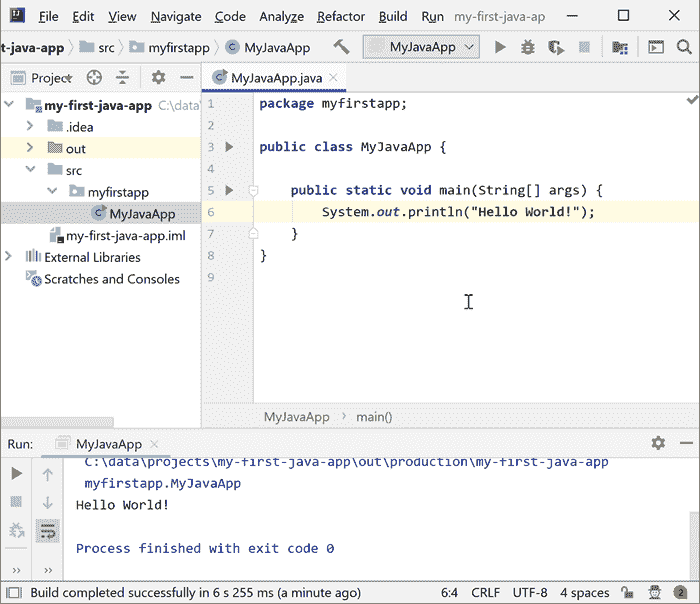 File Edit View Navigate Code Analyze Refactor Build Run my-first-java-ap
t-java-app src myfirstapp MyJavaApp MyJavaApp
Project
MyJavaApp.java
my-first-java-app C:\data\
.idea
out
src
myfirstapp
MyJavaApp
my-first-java-app.iml
External Libraries
Scratches and Consoles
1 package myfirstapp;
2
3 public class MyJavaApp {
4
5 public static void main(String[] args) {
6 System.out.println("Hello World!");
7 }
8 }
9
MyJavaApp > main()
Run: MyJavaApp
C:\data\projects\my-first-java-app\out\production\my-first-java-app
myfirstapp.MyJavaApp
Hello World!
Process finished with exit code 0
Build completed successfully in 6 s 255 ms (a minute ago) 6:4 CRLF UTF-8 4 spaces 2